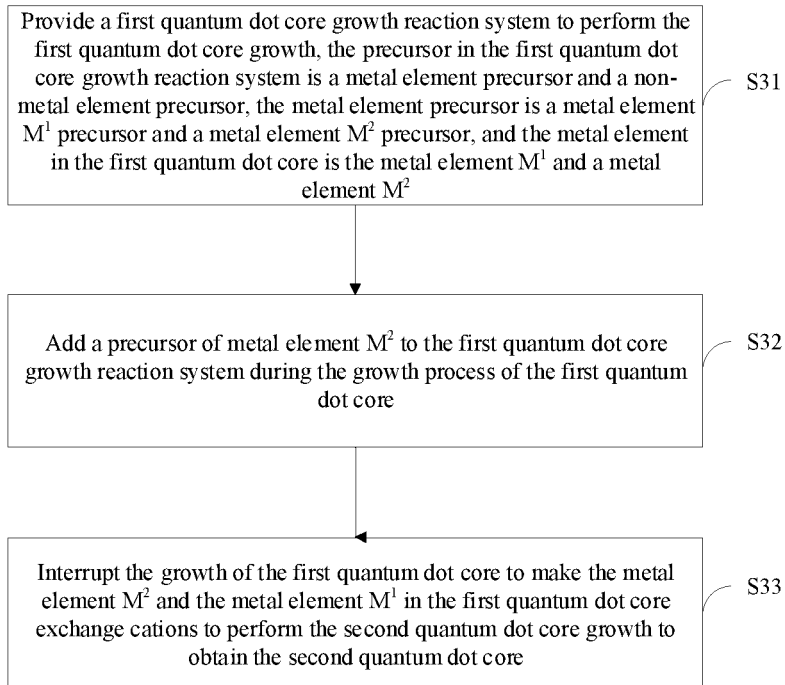 Provide a first quantum dot core growth reaction system to perform the
first quantum dot core growth, the precursor in the first quantum dot
core growth reaction system is a metal element precursor and a non-
metal element precursor, the metal element precursor is a metal element
M¹ precursor and a metal element M² precursor, and the metal element
in the first quantum dot core is the metal element M¹ and a metal
element M²
S31
Add a precursor of metal element M² to the first quantum dot core
growth reaction system during the growth process of the first quantum
dot core
S32
Interrupt the growth of the first quantum dot core to make the metal
element M² and the metal element M¹ in the first quantum dot core
exchange cations to perform the second quantum dot core growth to
obtain the second quantum dot core
S33